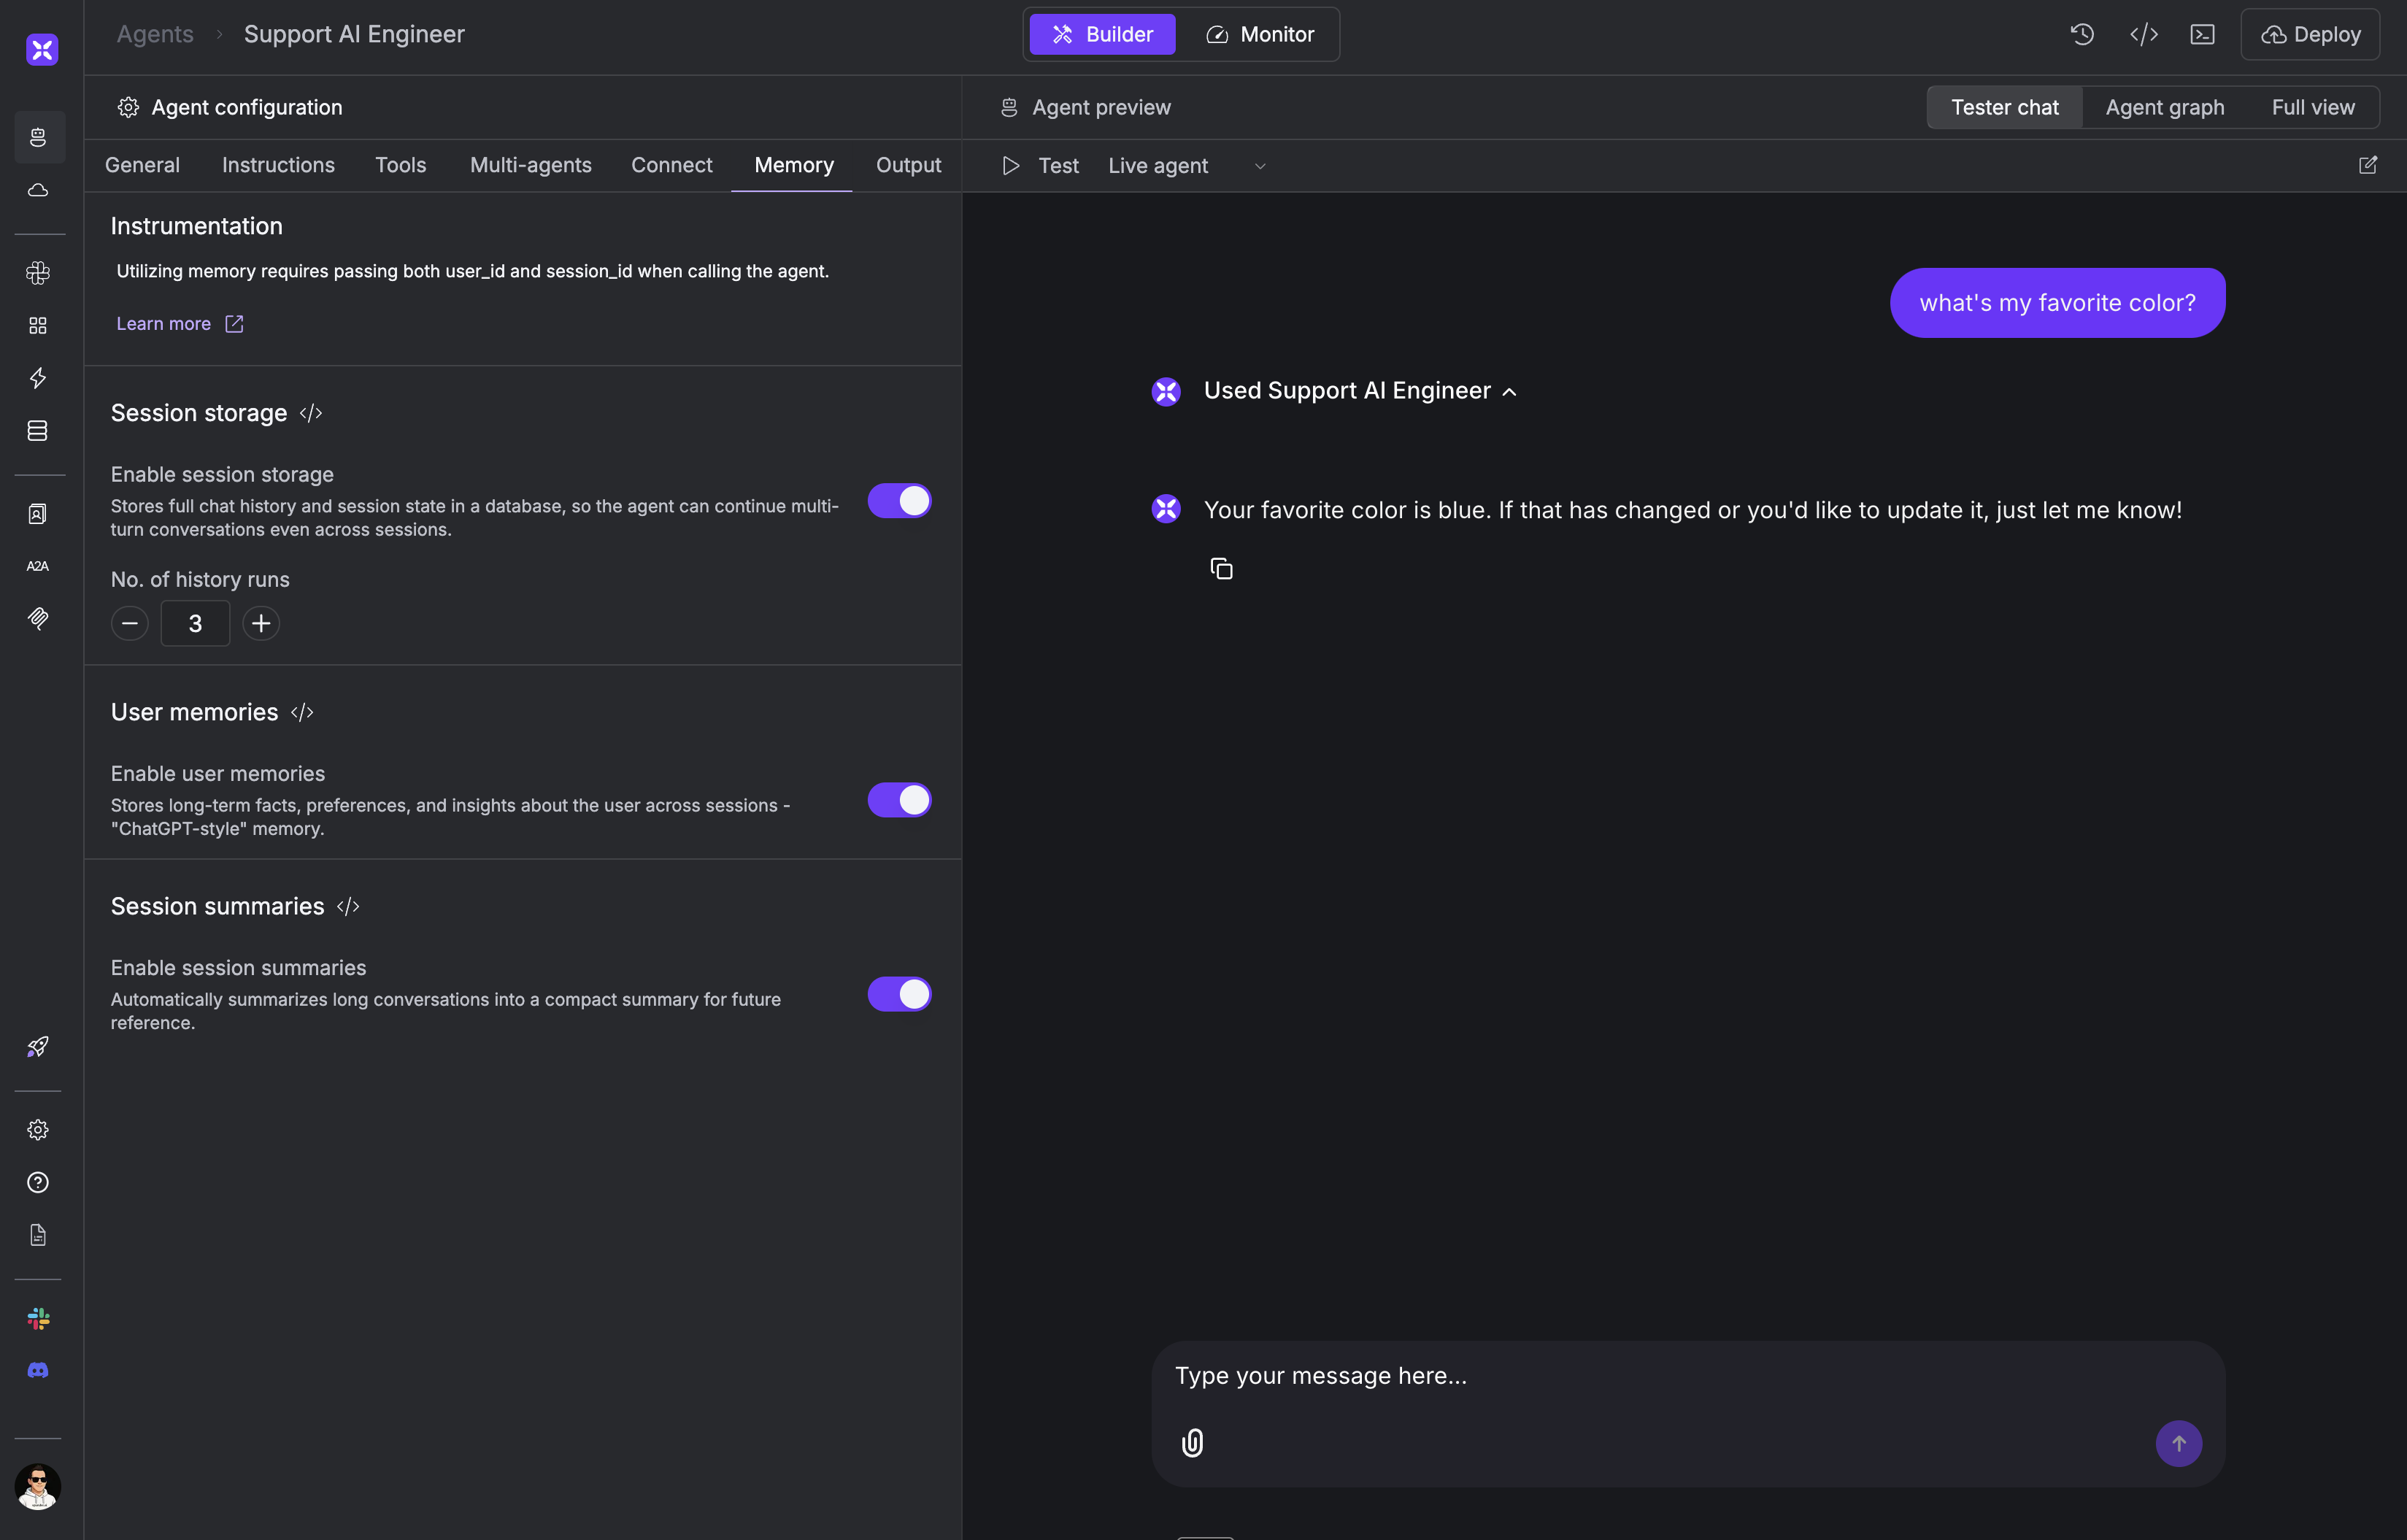 Agents
Support AI Engineer
Builder
Monitor
Deploy
Agent configuration
Agent preview
Tester chat
Agent graph
Full view
General
Instructions
Tools
Multi-agents
Connect
Memory
Output
Test
Live agent
Instrumentation
Utilizing memory requires passing both user_id and session_id when calling the agent.
Learn more
Session storage </>
Enable session storage
Stores full chat history and session state in a database, so the agent can continue multi-
turn conversations even across sessions.
No. of history runs
3
User memories </>
Enable user memories
Stores long-term facts, preferences, and insights about the user across sessions -
"ChatGPT-style" memory.
Session summaries </>
Enable session summaries
Automatically summarizes long conversations into a compact summary for future
reference.
A2A
what's my favorite color?
Used Support AI Engineer
Your favorite color is blue. If that has changed or you'd like to update it, just let me know!
Type your message here...